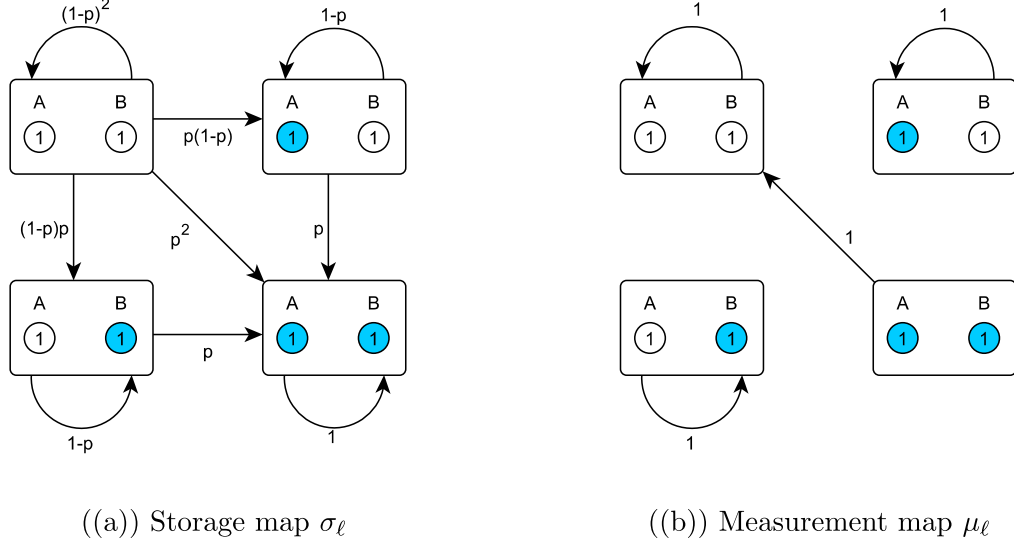 (1-p)² 1-p 1 1
A B A B A B A B
1 1 1 1 1 1 1 1
p(1-p)
(1-p)p p² p 1
A B A B A B A B
1 1 1 1 1 1 1 1
p
1-p 1 1
((a)) Storage map σℓ ((b)) Measurement map μℓ